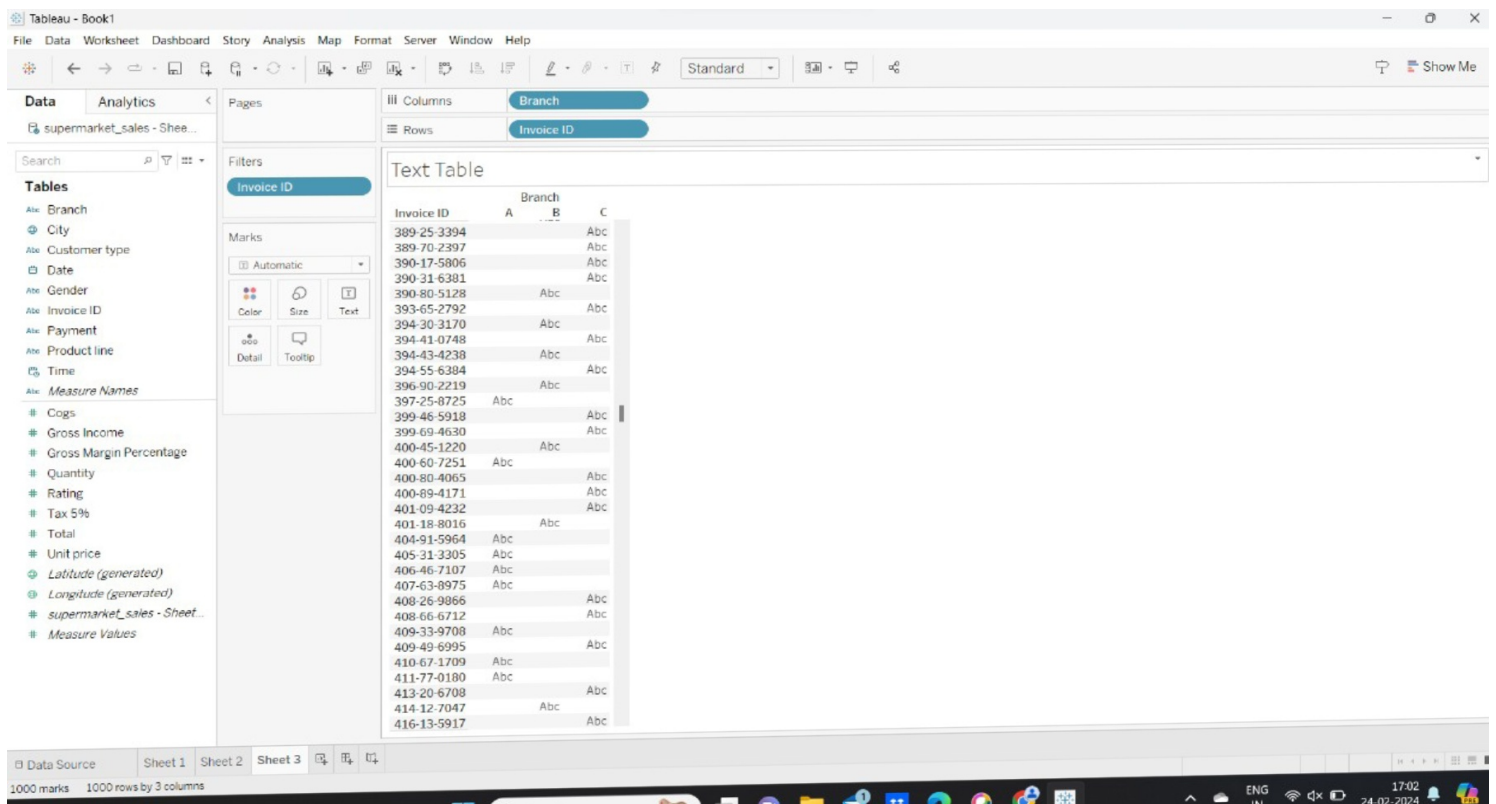 Tableau - Book1
File Data Worksheet Dashboard Story Analysis Map Format Server Window Help
Standard
Show Me
Data Analytics
supermarket_sales - Shee...
Search
Tables
Abc Branch
City
Abc Customer type
Date
Abc Gender
Abc Invoice ID
Abc Payment
Abc Product line
Time
Abc Measure Names
# Cogs
# Gross Income
# Gross Margin Percentage
# Quantity
# Rating
# Tax 5%
# Total
# Unit price
Latitude (generated)
Longitude (generated)
# supermarket_sales - Sheet...
# Measure Values
Pages
Filters
Invoice ID
Marks
Automatic
Color Size Text
Detail Tooltip
Columns Branch
Rows Invoice ID
Text Table
Branch
Invoice ID A B C
389-25-3394 Abc
389-70-2397 Abc
390-17-5806 Abc
390-31-6381 Abc
390-80-5128 Abc
393-65-2792 Abc
394-30-3170 Abc
394-41-0748 Abc
394-43-4238 Abc
394-55-6384 Abc
396-90-2219 Abc
397-25-8725 Abc
399-46-5918 Abc
399-69-4630 Abc
400-45-1220 Abc
400-60-7251 Abc
400-80-4065 Abc
400-89-4171 Abc
401-09-4232 Abc
401-18-8016 Abc
404-91-5964 Abc
405-31-3305 Abc
406-46-7107 Abc
407-63-8975 Abc
408-26-9866 Abc
408-66-6712 Abc
409-33-9708 Abc
409-49-6995 Abc
410-67-1709 Abc
411-77-0180 Abc
413-20-6708 Abc
414-12-7047 Abc
416-13-5917 Abc
Data Source Sheet 1 Sheet 2 Sheet 3
1000 marks 1000 rows by 3 columns
ENG
IN
17:02
24-02-2024